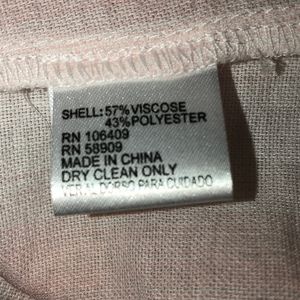 SHELL: 57% VISCOSE
43% POLYESTER
RN 106409
RN 58909
MADE IN CHINA
DRY CLEAN ONLY
VER AL DORSO PARA CUIDADO